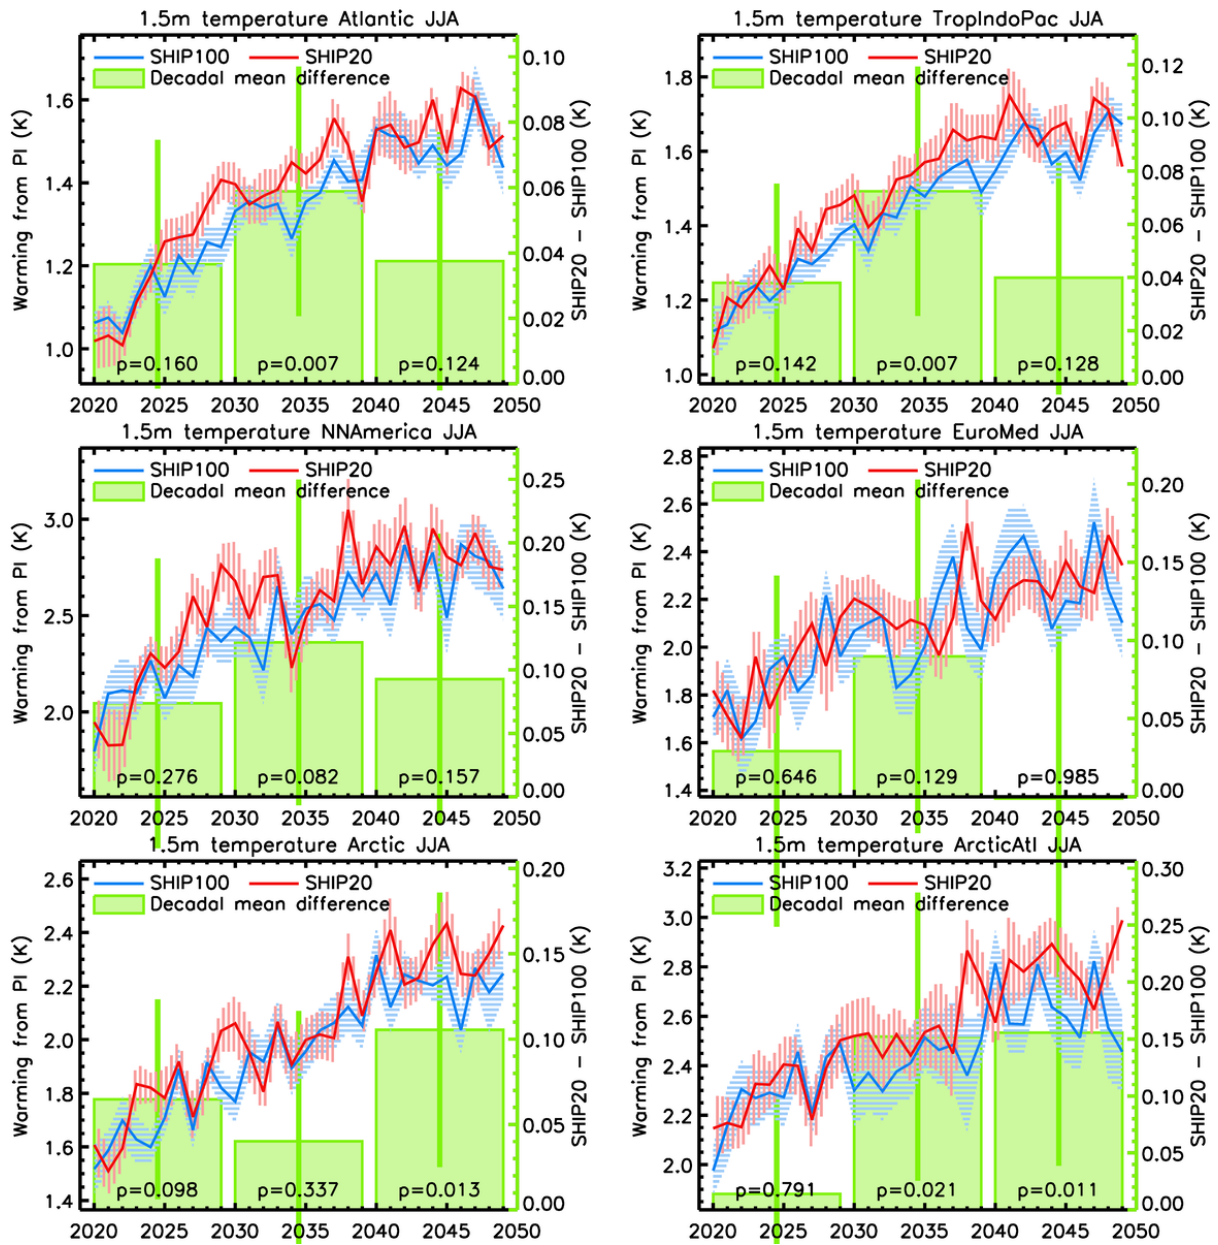 1.5m temperature Atlantic JJA
SHIP100 SHIP20
Decadal mean difference
Warming from PI (K)
1.6
1.4
1.2
1.0
0.10
0.08
0.06
0.04
0.02
0.00
SHIP20 – SHIP100 (K)
p=0.160 p=0.007 p=0.124
2020 2025 2030 2035 2040 2045 2050
1.5m temperature TropIndoPac JJA
SHIP100 SHIP20
Decadal mean difference
Warming from PI (K)
1.8
1.6
1.4
1.2
1.0
0.12
0.10
0.08
0.06
0.04
0.02
0.00
SHIP20 – SHIP100 (K)
p=0.142 p=0.007 p=0.128
2020 2025 2030 2035 2040 2045 2050
1.5m temperature NNAmerica JJA
SHIP100 SHIP20
Decadal mean difference
Warming from PI (K)
3.0
2.5
2.0
0.25
0.20
0.15
0.10
0.05
0.00
SHIP20 – SHIP100 (K)
p=0.276 p=0.082 p=0.157
2020 2025 2030 2035 2040 2045 2050
1.5m temperature EuroMed JJA
SHIP100 SHIP20
Decadal mean difference
Warming from PI (K)
2.8
2.6
2.4
2.2
2.0
1.8
1.6
1.4
0.20
0.15
0.10
0.05
0.00
SHIP20 – SHIP100 (K)
p=0.646 p=0.129 p=0.985
2020 2025 2030 2035 2040 2045 2050
1.5m temperature Arctic JJA
SHIP100 SHIP20
Decadal mean difference
Warming from PI (K)
2.6
2.4
2.2
2.0
1.8
1.6
1.4
0.20
0.15
0.10
0.05
0.00
SHIP20 – SHIP100 (K)
p=0.098 p=0.337 p=0.013
2020 2025 2030 2035 2040 2045 2050
1.5m temperature ArcticAtl JJA
SHIP100 SHIP20
Decadal mean difference
Warming from PI (K)
3.2
3.0
2.8
2.6
2.4
2.2
2.0
0.30
0.25
0.20
0.15
0.10
0.05
0.00
SHIP20 – SHIP100 (K)
p=0.791 p=0.021 p=0.011
2020 2025 2030 2035 2040 2045 2050